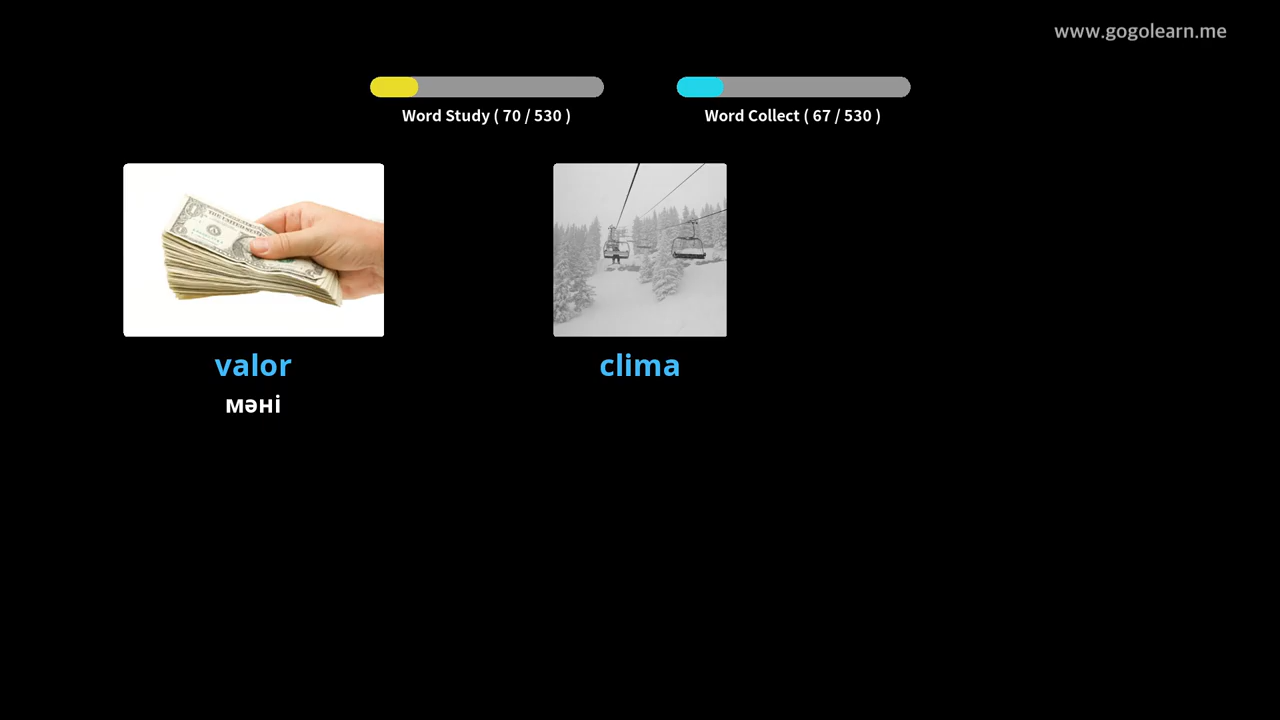 www.gogolearn.me
Word Study ( 70 / 530 )
Word Collect ( 67 / 530 )
valor
clima
мәні